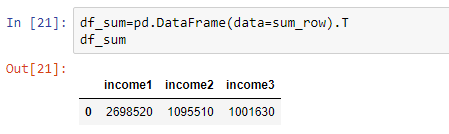 In [21]: df_sum=pd.DataFrame(data=sum_row).T
df_sum
Out[21]:
income1 income2 income3
0 2698520 1095510 1001630